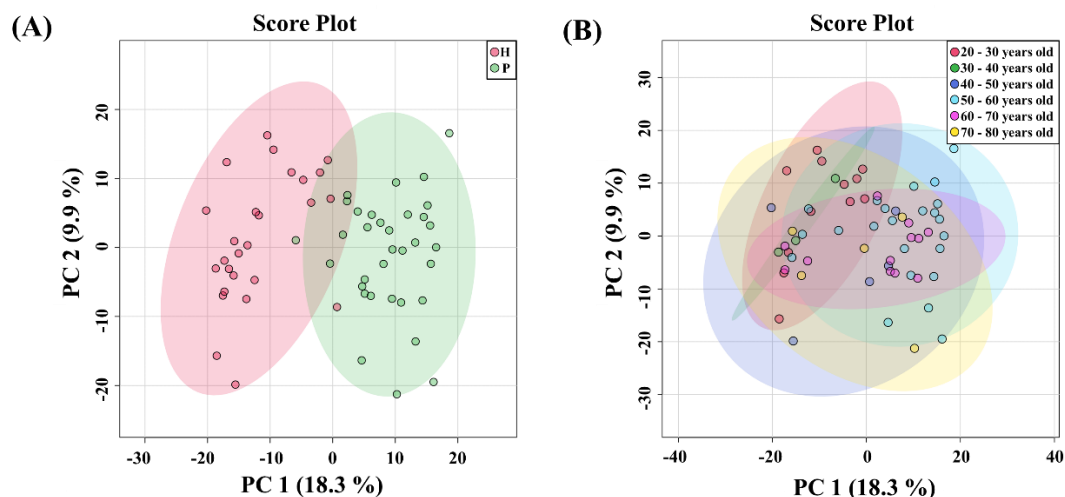 (A)
Score Plot
H
P
PC 2 (9.9 %)
20
10
0
-10
-20
-30
-20
-10
0
10
20
PC 1 (18.3 %)
(B)
Score Plot
20 - 30 years old
30 - 40 years old
40 - 50 years old
50 - 60 years old
60 - 70 years old
70 - 80 years old
PC 2 (9.9 %)
30
20
10
0
-10
-20
-30
-40
-20
0
20
40
PC 1 (18.3 %)